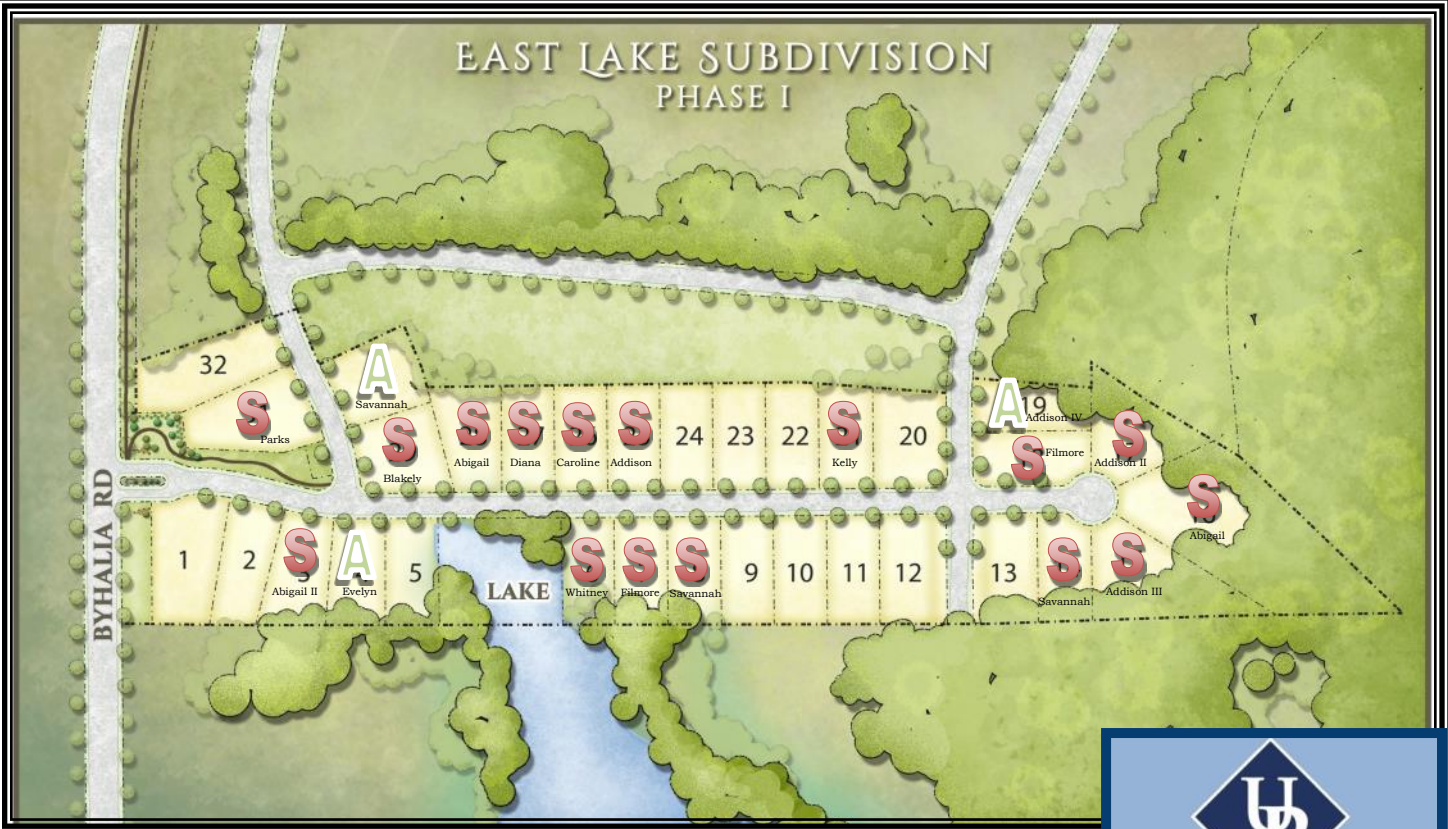 EAST LAKE SUBDIVISION
PHASE I
32
A
Savannah
S
Parks
S
Blakely
S
Abigail
S
Diana
S
Caroline
S
Addison
24
23
22
S
Kelly
20
A
19
Addison IV
S
Filmore
S
Addison II
S
Abigail
BYHALIA RD
1
2
S
3
Abigail II
A
Evelyn
5
LAKE
S
Whitney
S
Filmore
S
Savannah
9
10
11
12
13
S
Savannah
S
Addison III